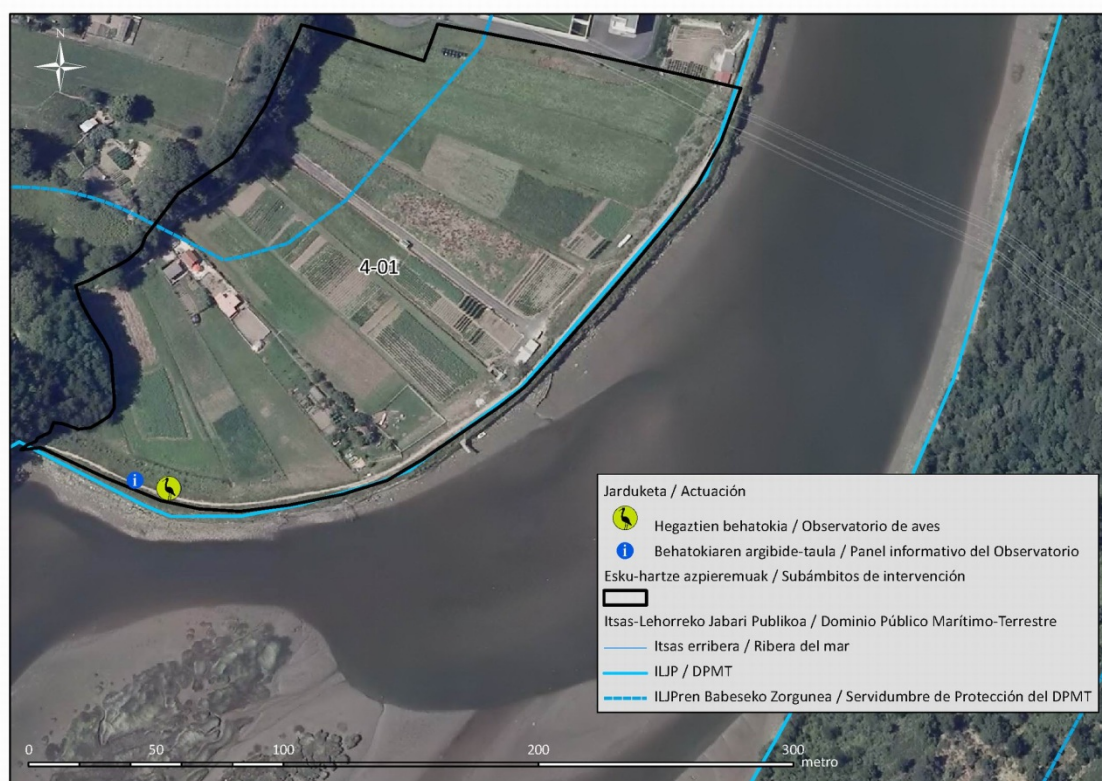 N
4-01
Jarduketa / Actuación
Hegaztien behatokia / Observatorio de aves
i
Behatokiaren argibide-taula / Panel informativo del Observatorio
Esku-hartze azpieremuak / Subámbitos de intervención
Itsas-Lehorreko Jabari Publikoa / Dominio Público Marítimo-Terrestre
Itsas erribera / Ribera del mar
ILJP / DPMT
ILJPren Babeseko Zorgunea / Servidumbre de Protección del DPMT
i
0 50 100 200 300
metro